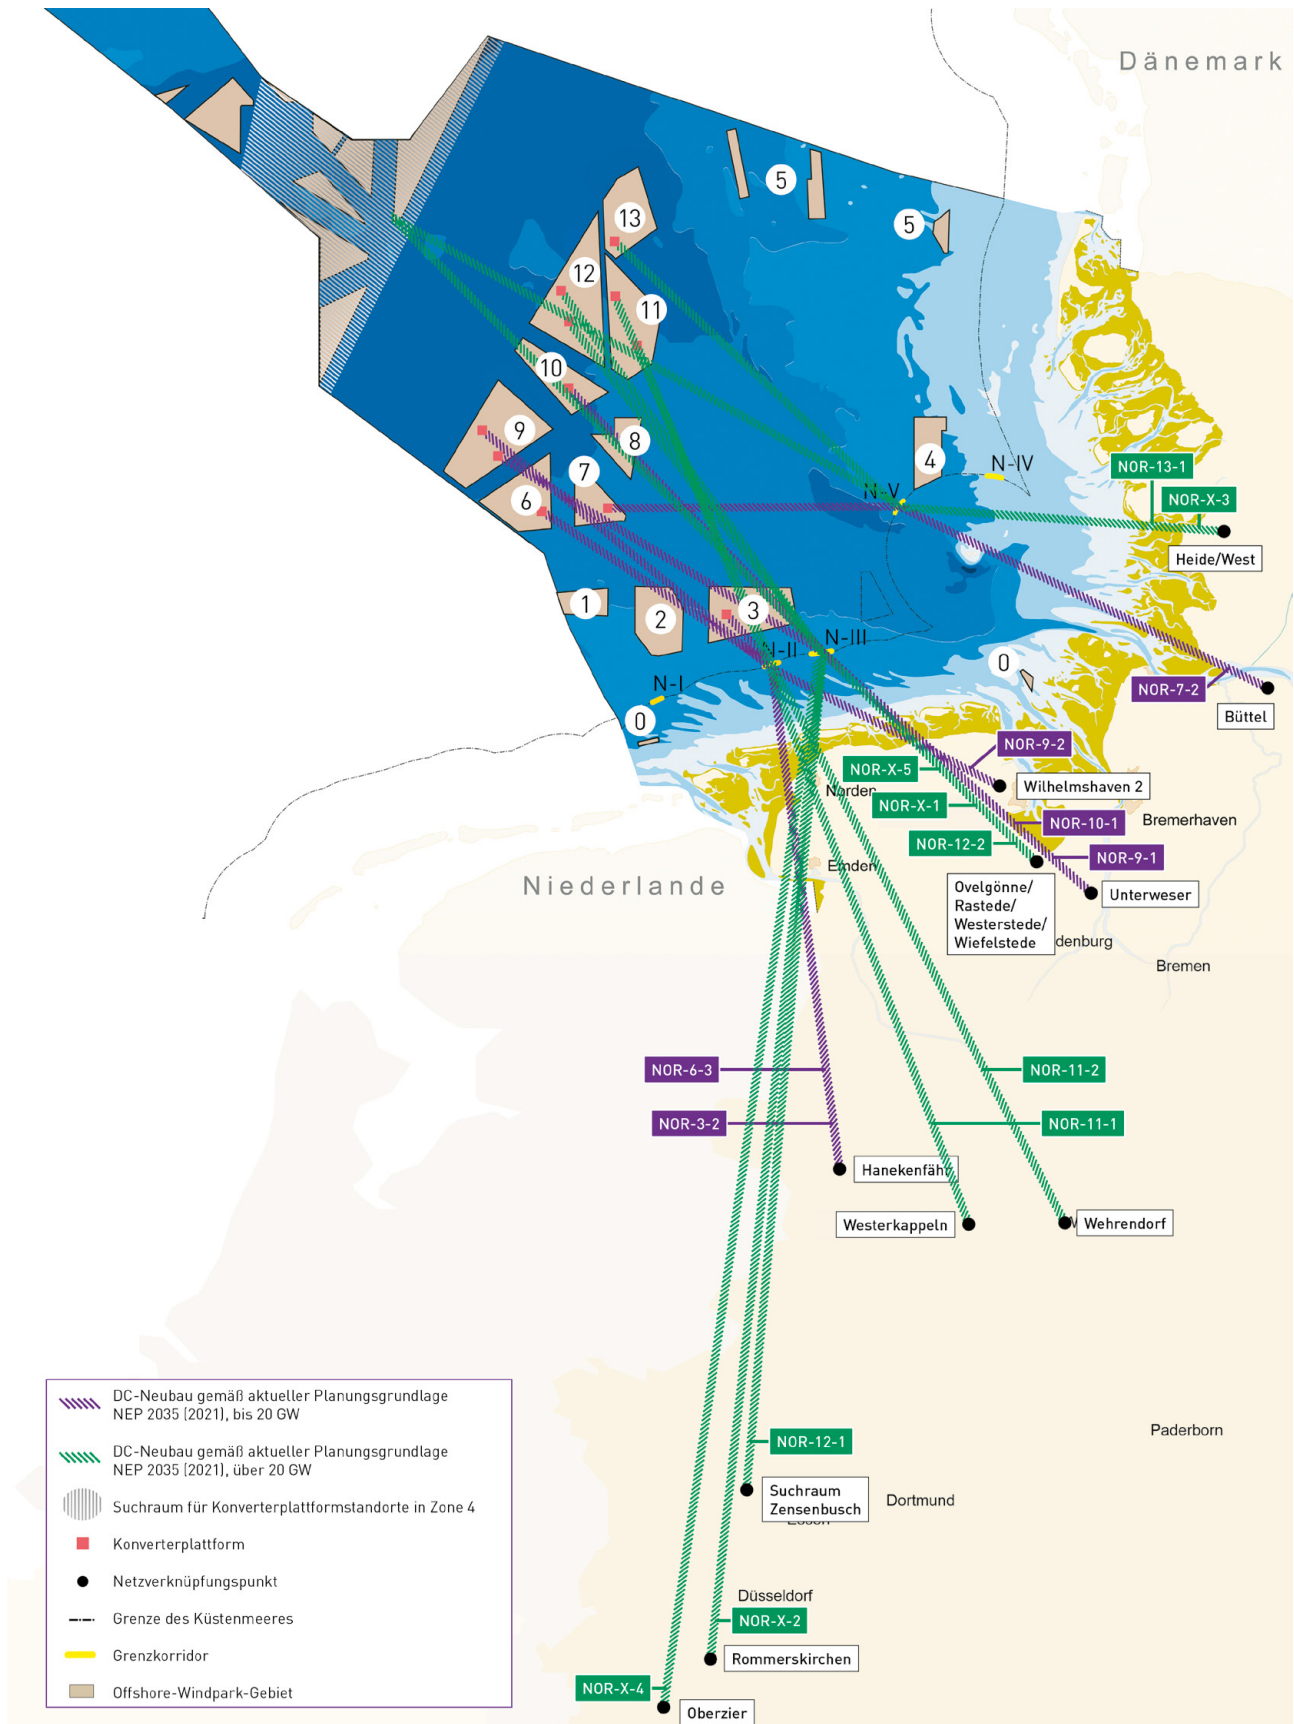 Dänemark
5
13
5
12
11
10
9
8
4
N-IV
NOR-13-1
7
6
N-V
NOR-X-3
Heide/West
1
2
3
N-II
N-III
0
N-I
0
NOR-7-2
Büttel
NOR-9-2
NOR-X-5
Wilhelmshaven 2
Norden
NOR-X-1
NOR-10-1
Bremerhaven
NOR-12-2
NOR-9-1
Emden
Niederlande
Ovelgönne/
Rastede/
Westerstede/
Wiefelstede
Unterweser
denburg
Bremen
NOR-6-3
NOR-11-2
NOR-3-2
NOR-11-1
Hanekenfähr
Westerkappeln
Wehrendorf
DC-Neubau gemäß aktueller Planungsgrundlage
NEP 2035 (2021), bis 20 GW
DC-Neubau gemäß aktueller Planungsgrundlage
NEP 2035 (2021), über 20 GW
Suchraum für Konverterplattformstandorte in Zone 4
Konverterplattform
Netzverknüpfungspunkt
Grenze des Küstenmeeres
Grenzkorridor
Offshore-Windpark-Gebiet
Paderborn
NOR-12-1
Suchraum
Zensenbusch
Dortmund
Essen
Düsseldorf
NOR-X-2
Rommerskirchen
NOR-X-4
Oberzier